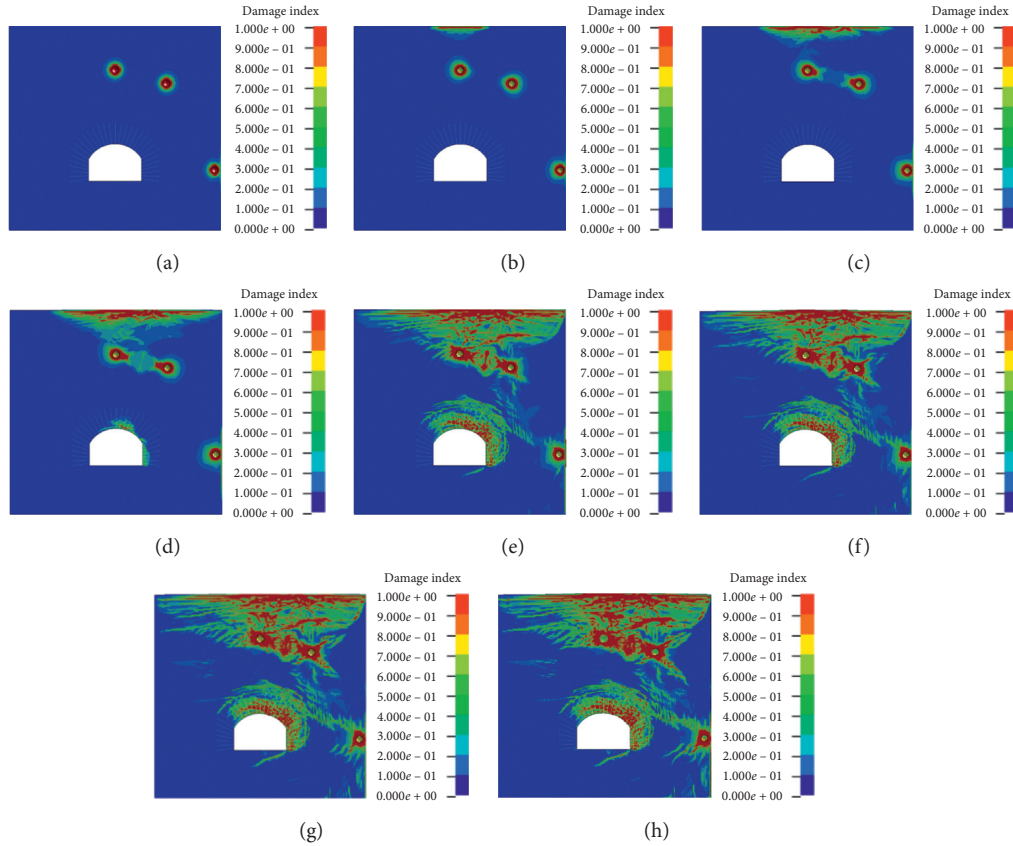 Damage index
1.000e + 00
9.000e – 01
8.000e – 01
7.000e – 01
6.000e – 01
5.000e – 01
4.000e – 01
3.000e – 01
2.000e – 01
1.000e – 01
0.000e + 00
(a)
Damage index
1.000e + 00
9.000e – 01
8.000e – 01
7.000e – 01
6.000e – 01
5.000e – 01
4.000e – 01
3.000e – 01
2.000e – 01
1.000e – 01
0.000e + 00
(b)
Damage index
1.000e + 00
9.000e – 01
8.000e – 01
7.000e – 01
6.000e – 01
5.000e – 01
4.000e – 01
3.000e – 01
2.000e – 01
1.000e – 01
0.000e + 00
(c)
Damage index
1.000e + 00
9.000e – 01
8.000e – 01
7.000e – 01
6.000e – 01
5.000e – 01
4.000e – 01
3.000e – 01
2.000e – 01
1.000e – 01
0.000e + 00
(d)
Damage index
1.000e + 00
9.000e – 01
8.000e – 01
7.000e – 01
6.000e – 01
5.000e – 01
4.000e – 01
3.000e – 01
2.000e – 01
1.000e – 01
0.000e + 00
(e)
Damage index
1.000e + 00
9.000e – 01
8.000e – 01
7.000e – 01
6.000e – 01
5.000e – 01
4.000e – 01
3.000e – 01
2.000e – 01
1.000e – 01
0.000e + 00
(f)
Damage index
1.000e + 00
9.000e – 01
8.000e – 01
7.000e – 01
6.000e – 01
5.000e – 01
4.000e – 01
3.000e – 01
2.000e – 01
1.000e – 01
0.000e + 00
(g)
Damage index
1.000e + 00
9.000e – 01
8.000e – 01
7.000e – 01
6.000e – 01
5.000e – 01
4.000e – 01
3.000e – 01
2.000e – 01
1.000e – 01
0.000e + 00
(h)